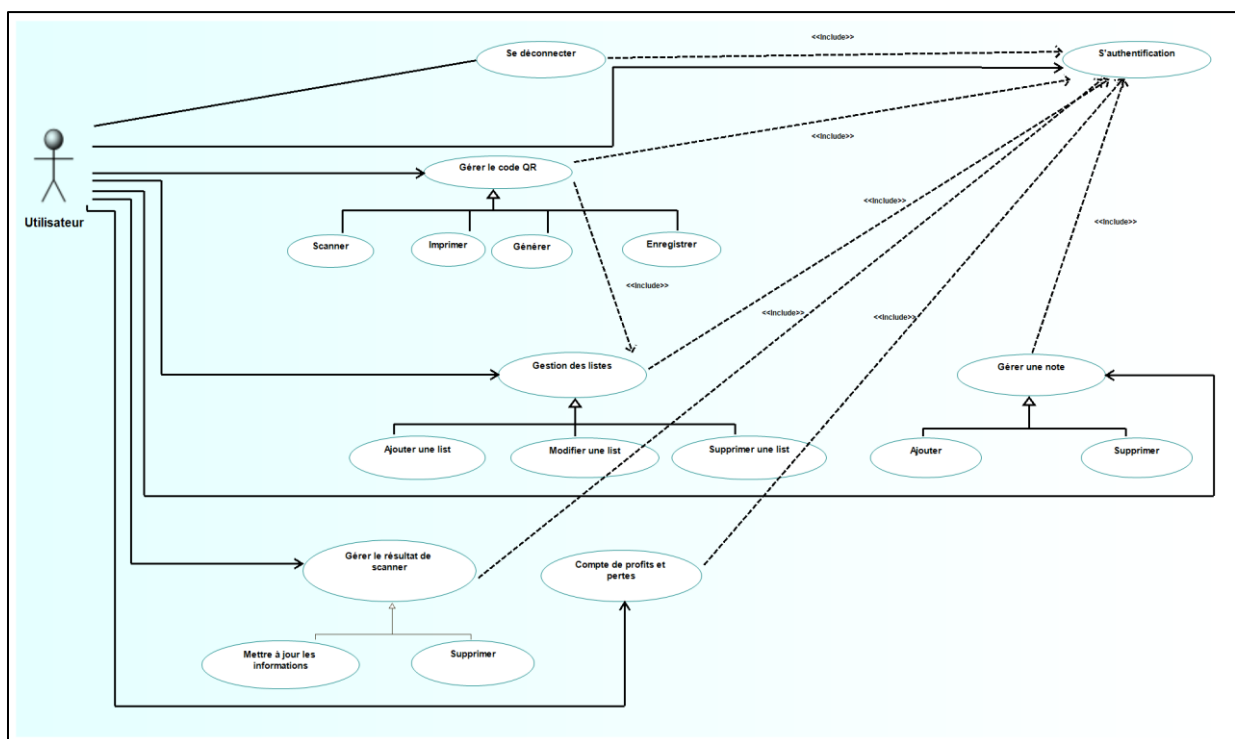 <<Include>>
Se déconnecter
S'authentification
<<Include>>
Gérer le code QR
Utilisateur
<<Include>>
<<Include>>
Scanner
Imprimer
Générer
Enregistrer
<<Include>>
<<Include>>
<<Include>>
Gestion des listes
Gérer une note
Ajouter une list
Modifier une list
Supprimer une list
Ajouter
Supprimer
Gérer le résultat de
scanner
Compte de profits et
pertes
Mettre à jour les
informations
Supprimer